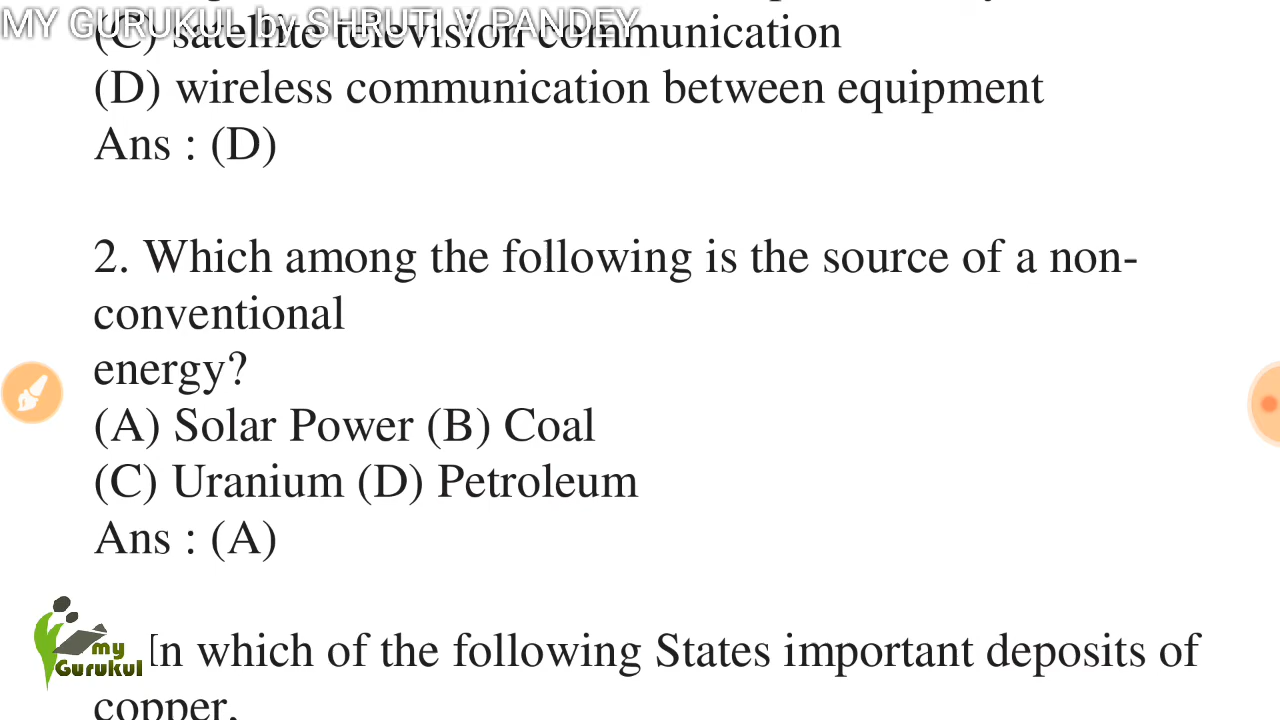 MY GURUKUL by SHRUTI V PANDEY
(C) satellite television communication
(D) wireless communication between equipment
Ans : (D)
2. Which among the following is the source of a non-
conventional
energy?
(A) Solar Power (B) Coal
(C) Uranium (D) Petroleum
Ans : (A)
my
Gurukul
In which of the following States important deposits of
copper,